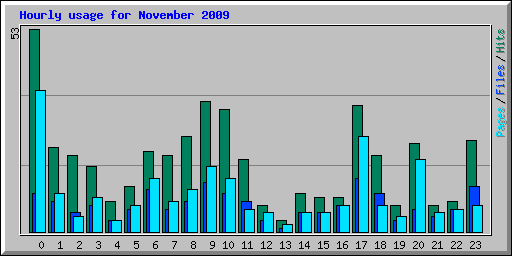 Hourly usage for November 2009
53
Pages/Files/Hits
0 1 2 3 4 5 6 7 8 9 10 11 12 13 14 15 16 17 18 19 20 21 22 23